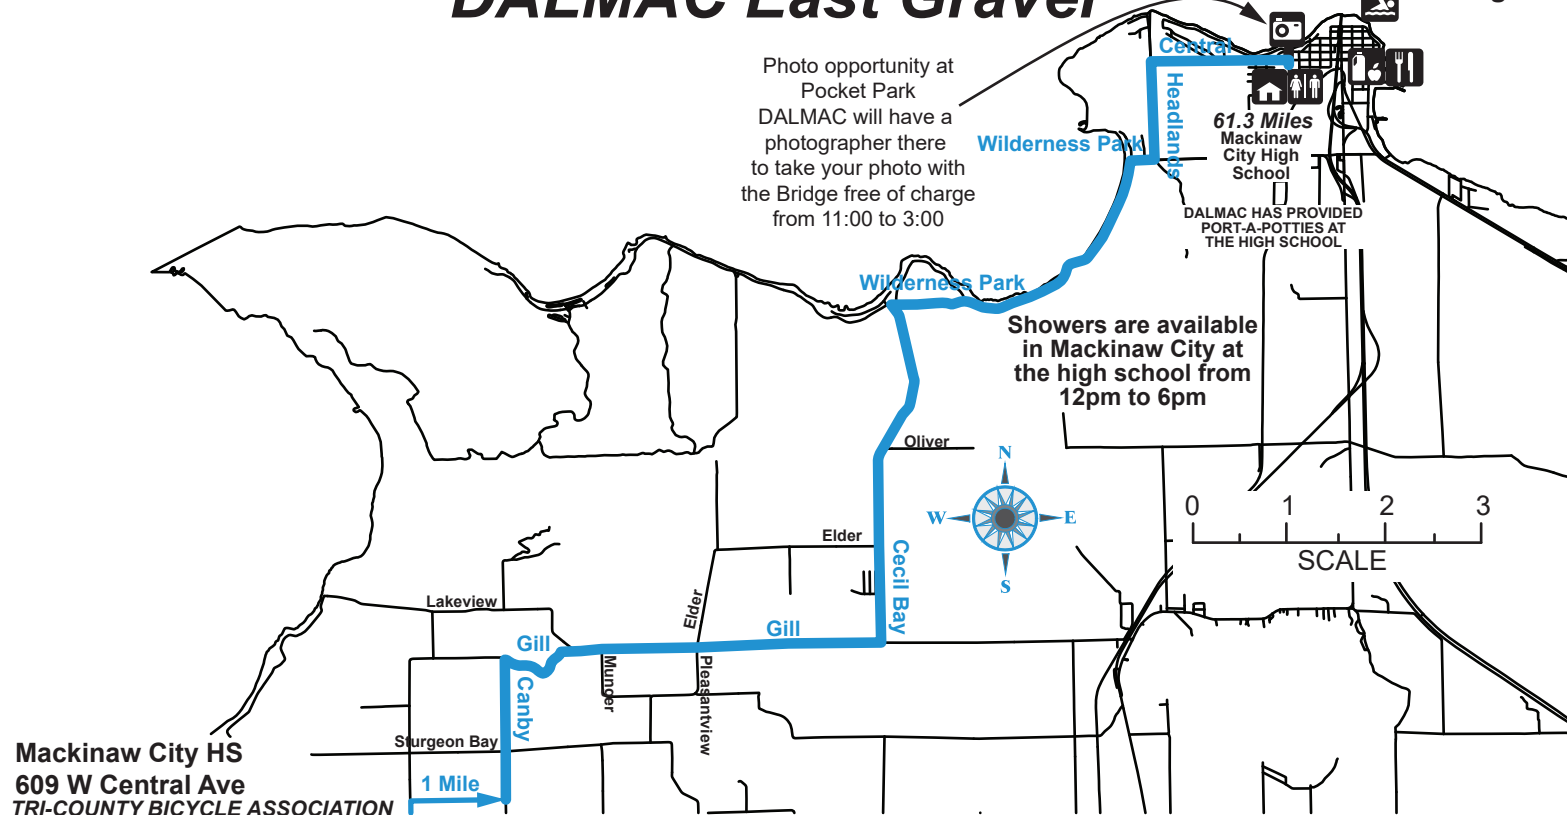 DALMAC East Gravel
Photo opportunity at
Pocket Park
DALMAC will have a
photographer there
to take your photo with
the Bridge free of charge
from 11:00 to 3:00
Central
Headlands
Wilderness Park
61.3 Miles
Mackinaw
City High
School
DALMAC HAS PROVIDED
PORT-A-POTTIES AT
THE HIGH SCHOOL
Wilderness Park
Showers are available
in Mackinaw City at
the high school from
12pm to 6pm
Oliver
N
W E
S
0 1 2 3
SCALE
Elder
Cecil Bay
Lakeview
Elder
Gill
Gill
Munger
Pleasantview
Canby
Sturgeon Bay
1 Mile
Mackinaw City HS
609 W Central Ave
TRI-COUNTY BICYCLE ASSOCIATION